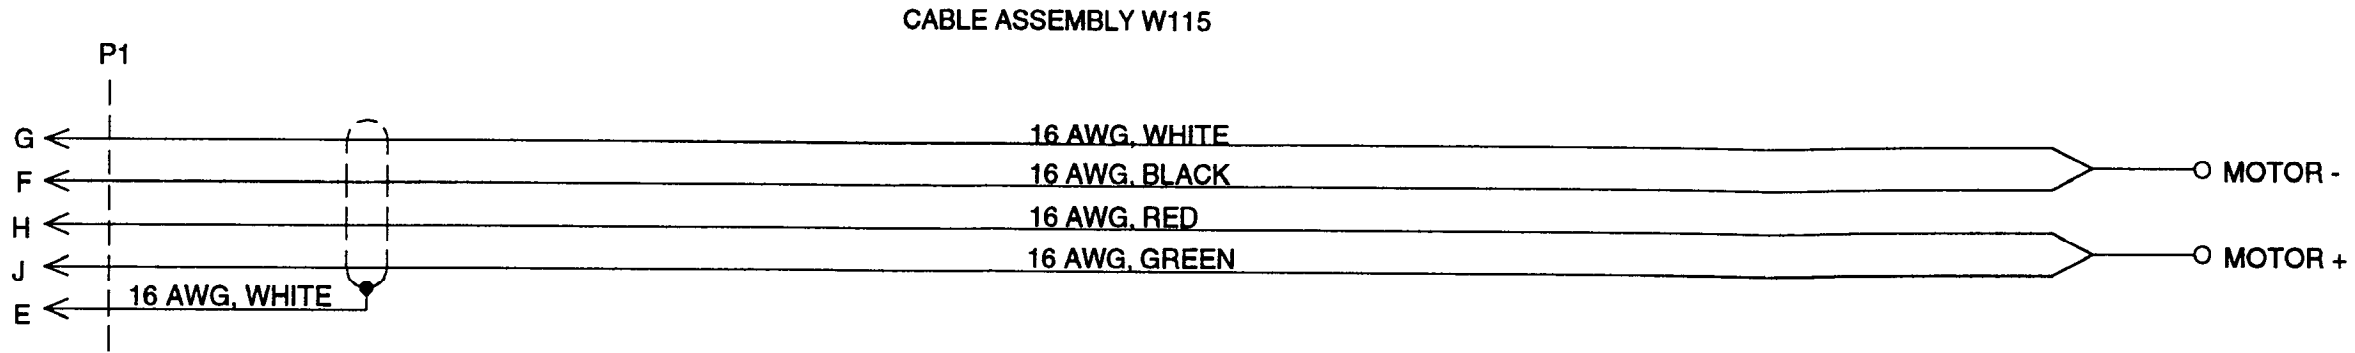 CABLE ASSEMBLY W115
P1
G
16 AWG, WHITE
F
16 AWG, BLACK
MOTOR -
H
16 AWG, RED
J
16 AWG, GREEN
MOTOR +
E
16 AWG, WHITE